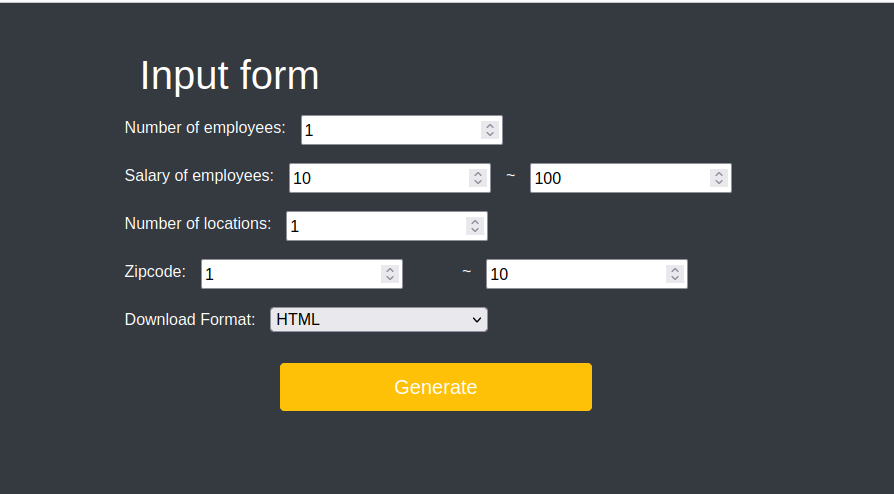 Input form
Number of employees: 1
Salary of employees: 10 ~ 100
Number of locations: 1
Zipcode: 1 ~ 10
Download Format: HTML
Generate